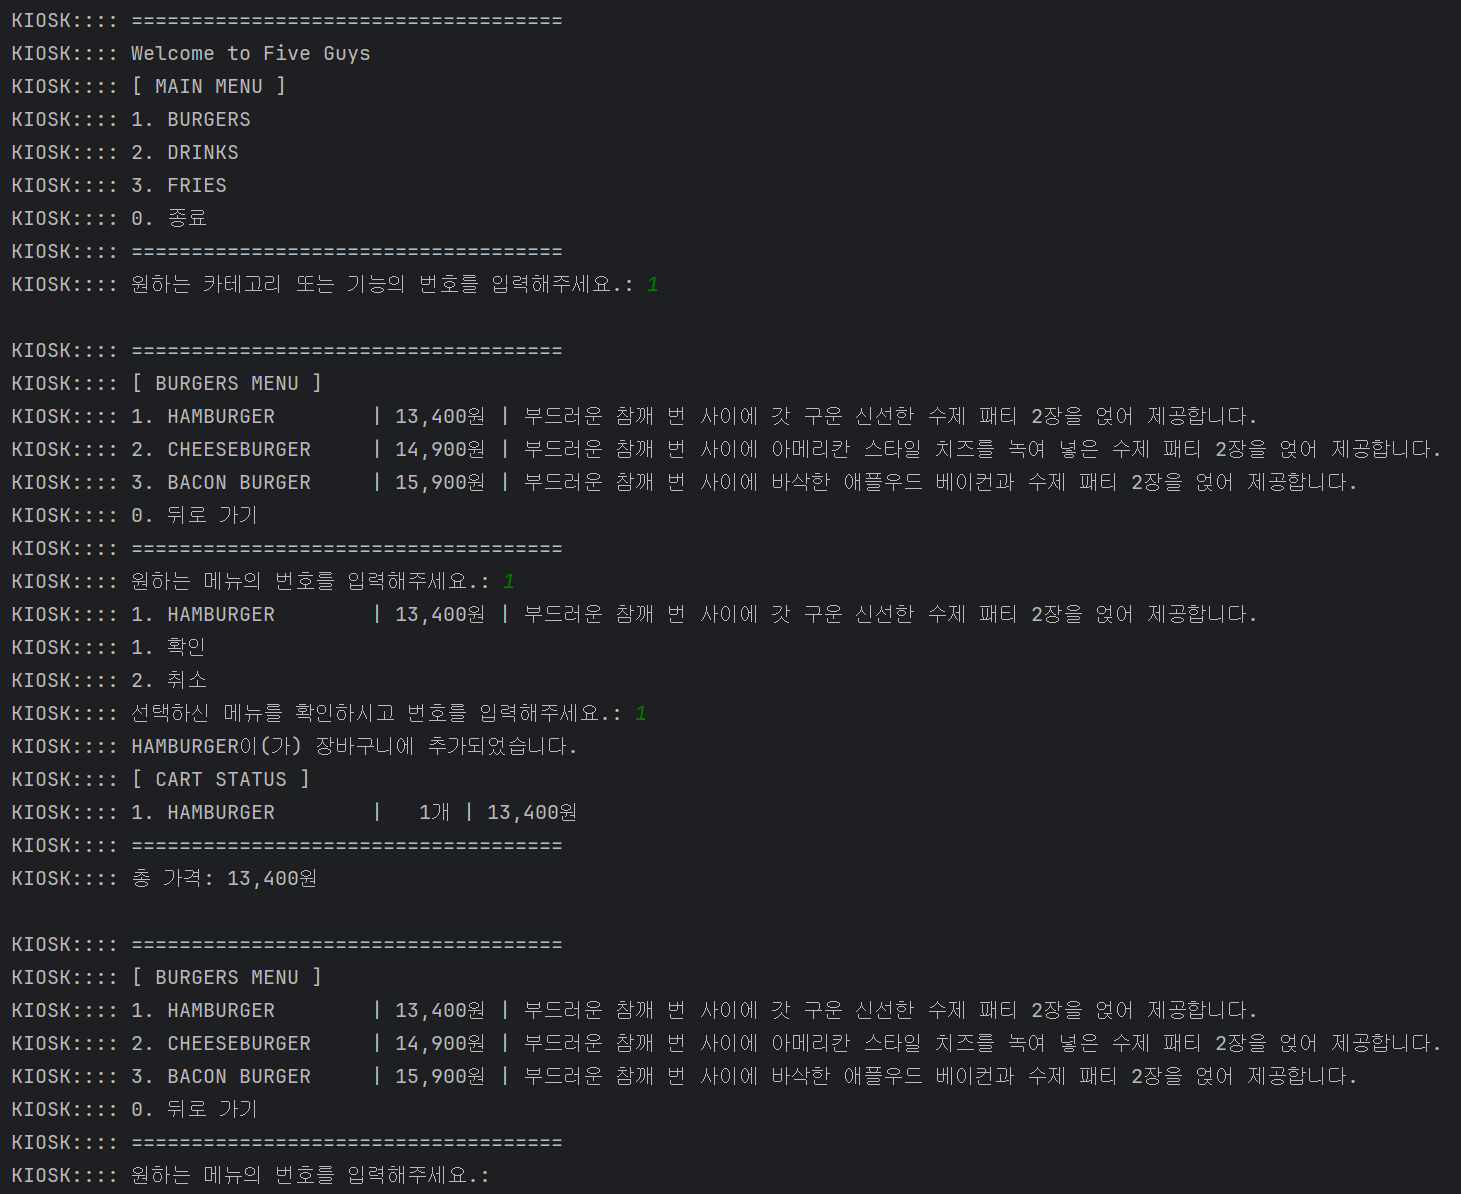 KIOSK:::: ====================================
KIOSK:::: Welcome to Five Guys
KIOSK:::: [ MAIN MENU ]
KIOSK:::: 1. BURGERS
KIOSK:::: 2. DRINKS
KIOSK:::: 3. FRIES
KIOSK:::: 0. 종료
KIOSK:::: ====================================
KIOSK:::: 원하는 카테고리 또는 기능의 번호를 입력해주세요.: 1
KIOSK:::: ====================================
KIOSK:::: [ BURGERS MENU ]
KIOSK:::: 1. HAMBURGER        | 13,400원 | 부드러운 참깨 번 사이에 갓 구운 신선한 수제 패티 2장을 얹어 제공합니다.
KIOSK:::: 2. CHEESEBURGER     | 14,900원 | 부드러운 참깨 번 사이에 아메리칸 스타일 치즈를 녹여 넣은 수제 패티 2장을 얹어 제공합니다.
KIOSK:::: 3. BACON BURGER     | 15,900원 | 부드러운 참깨 번 사이에 바삭한 애플우드 베이컨과 수제 패티 2장을 얹어 제공합니다.
KIOSK:::: 0. 뒤로 가기
KIOSK:::: ====================================
KIOSK:::: 원하는 메뉴의 번호를 입력해주세요.: 1
KIOSK:::: 1. HAMBURGER        | 13,400원 | 부드러운 참깨 번 사이에 갓 구운 신선한 수제 패티 2장을 얹어 제공합니다.
KIOSK:::: 1. 확인
KIOSK:::: 2. 취소
KIOSK:::: 선택하신 메뉴를 확인하시고 번호를 입력해주세요.: 1
KIOSK:::: HAMBURGER이(가) 장바구니에 추가되었습니다.
KIOSK:::: [ CART STATUS ]
KIOSK:::: 1. HAMBURGER        |   1개 | 13,400원
KIOSK:::: ====================================
KIOSK:::: 총 가격: 13,400원
KIOSK:::: ====================================
KIOSK:::: [ BURGERS MENU ]
KIOSK:::: 1. HAMBURGER        | 13,400원 | 부드러운 참깨 번 사이에 갓 구운 신선한 수제 패티 2장을 얹어 제공합니다.
KIOSK:::: 2. CHEESEBURGER     | 14,900원 | 부드러운 참깨 번 사이에 아메리칸 스타일 치즈를 녹여 넣은 수제 패티 2장을 얹어 제공합니다.
KIOSK:::: 3. BACON BURGER     | 15,900원 | 부드러운 참깨 번 사이에 바삭한 애플우드 베이컨과 수제 패티 2장을 얹어 제공합니다.
KIOSK:::: 0. 뒤로 가기
KIOSK:::: ====================================
KIOSK:::: 원하는 메뉴의 번호를 입력해주세요.: